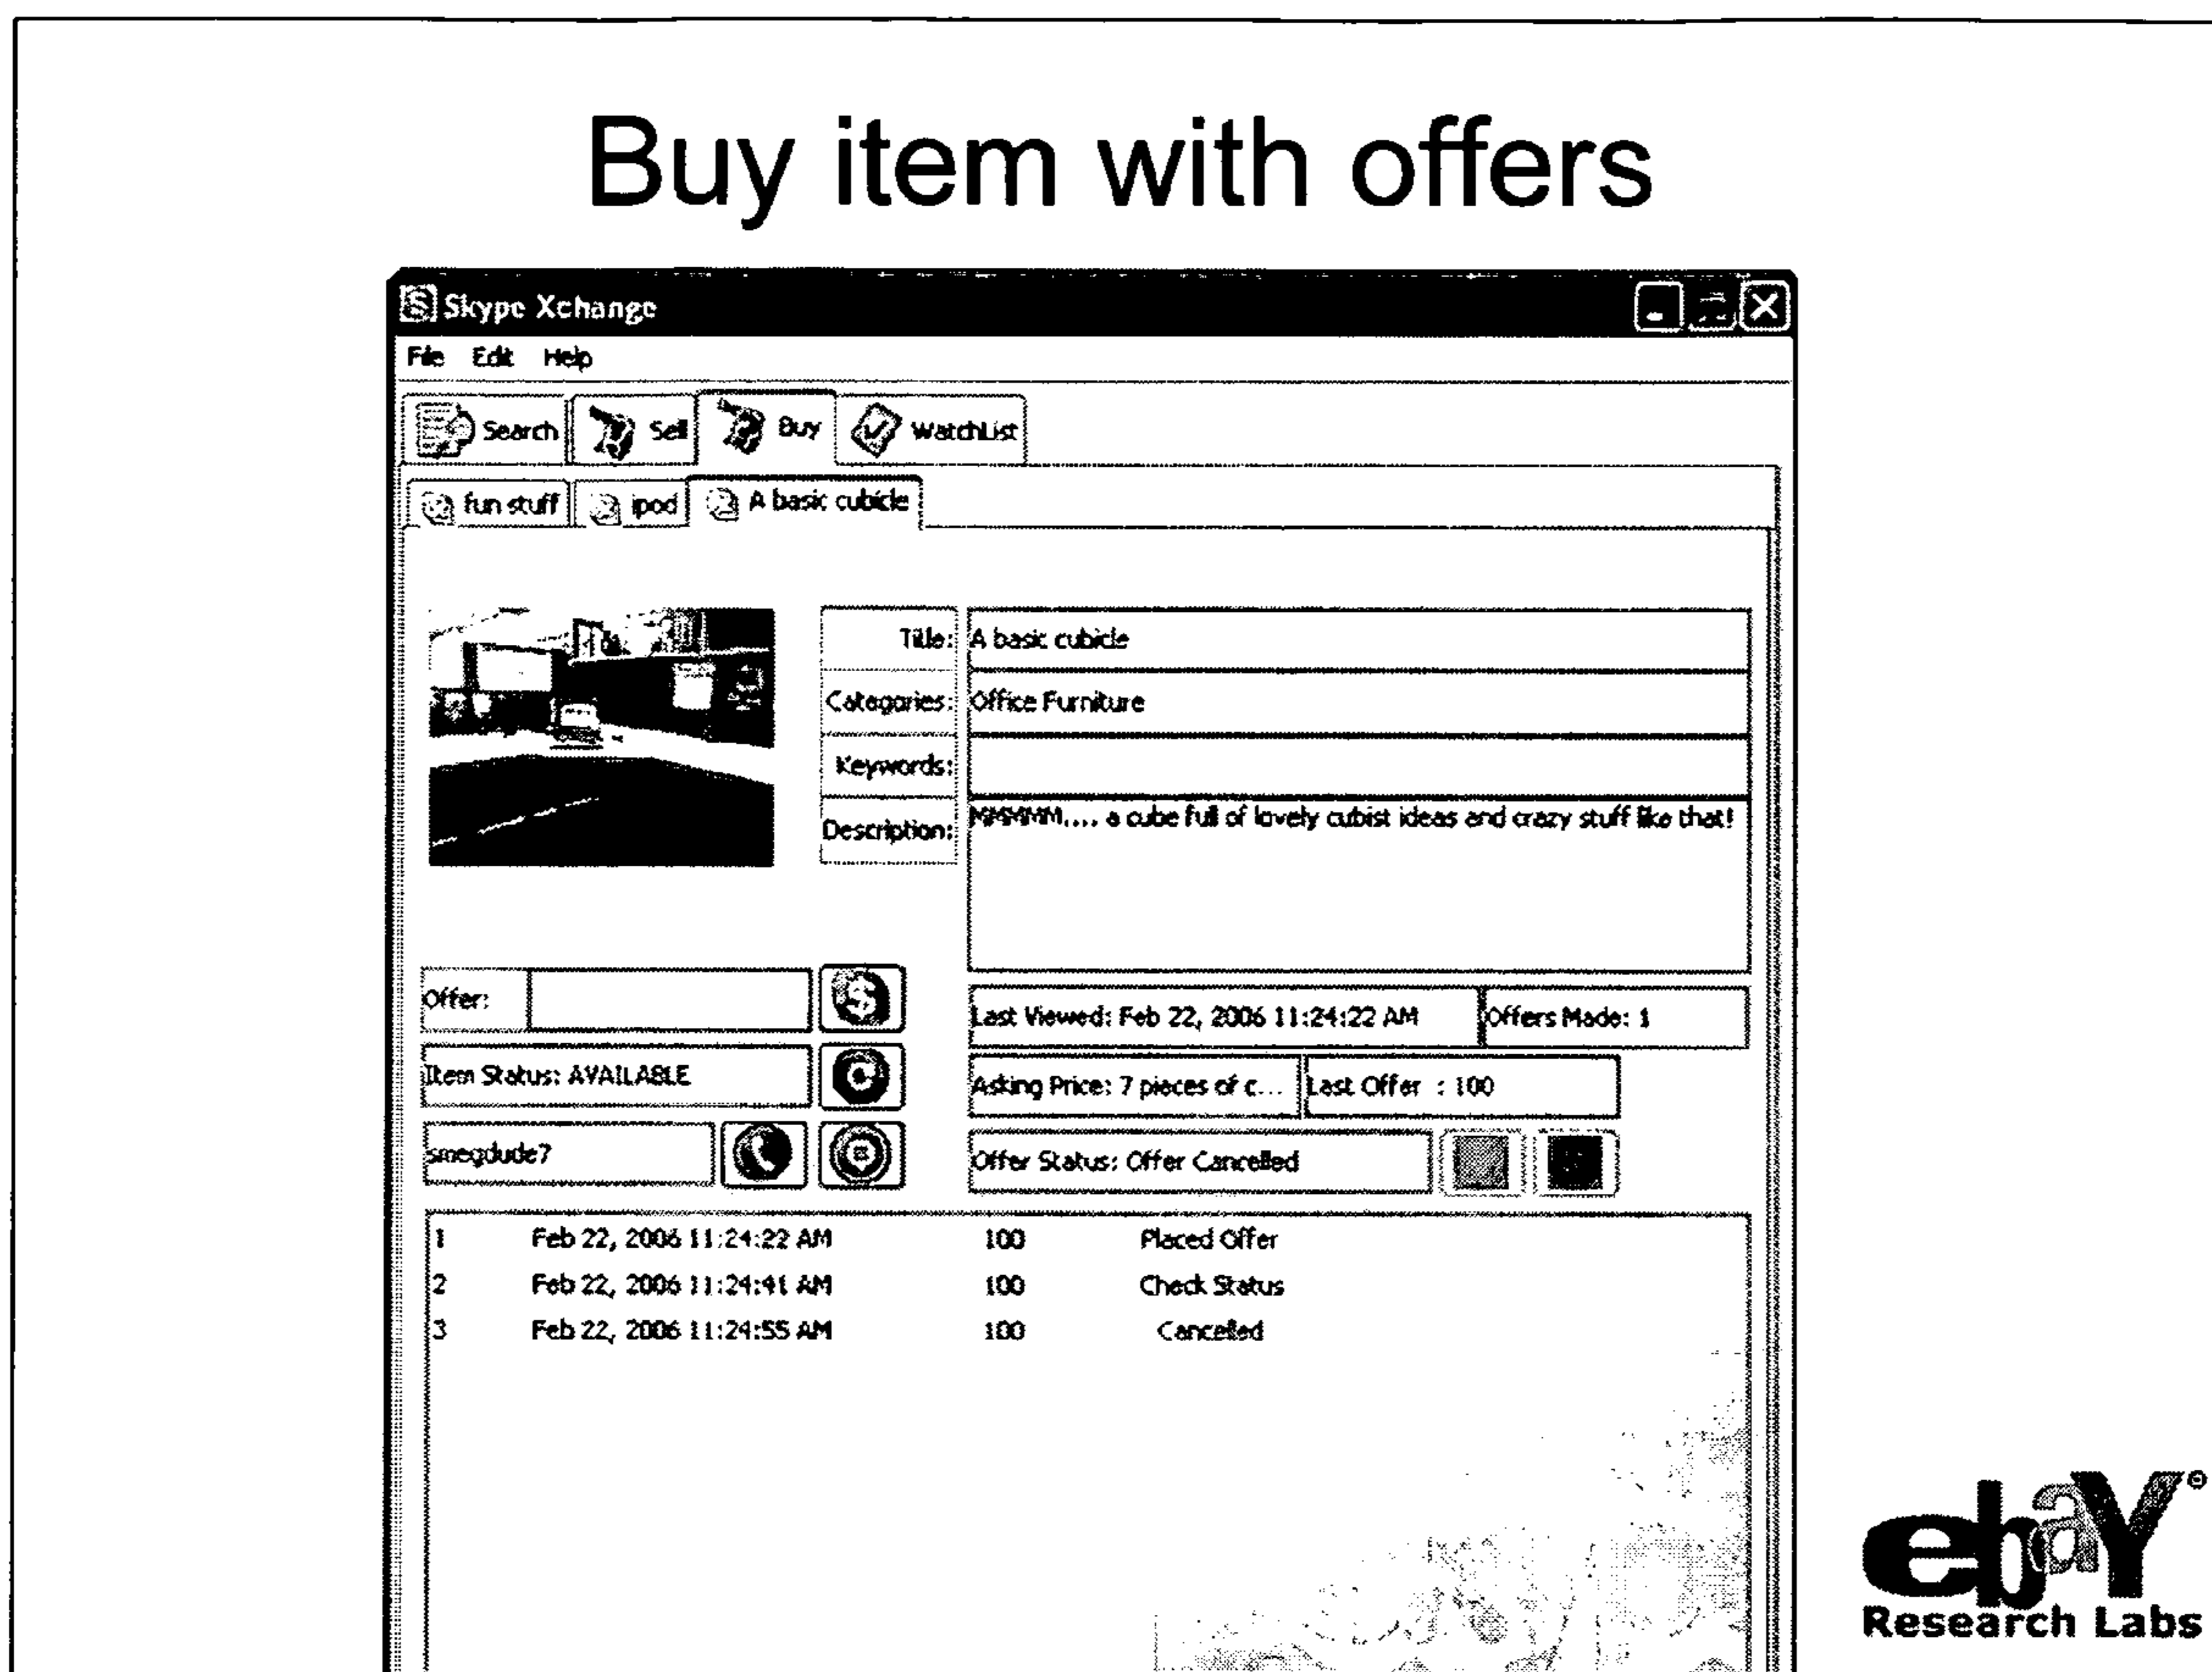 Buy item with offers
Skype Xchange
File Edit Help
Search Sell Buy WatchList
fun stuff ipod A basic cubicle
Title: A basic cubicle
Categories: Office Furniture
Keywords:
Description: MMMMM.... a cube full of lovely cubist ideas and crazy stuff like that!
Offer:
Last Viewed: Feb 22, 2006 11:24:22 AM Offers Made: 1
Item Status: AVAILABLE
Asking Price: 7 pieces of c... Last Offer : 100
smegdude7
Offer Status: Offer Cancelled
1 Feb 22, 2006 11:24:22 AM 100 Placed Offer
2 Feb 22, 2006 11:24:41 AM 100 Check Status
3 Feb 22, 2006 11:24:55 AM 100 Cancelled
ebaY®
Research Labs